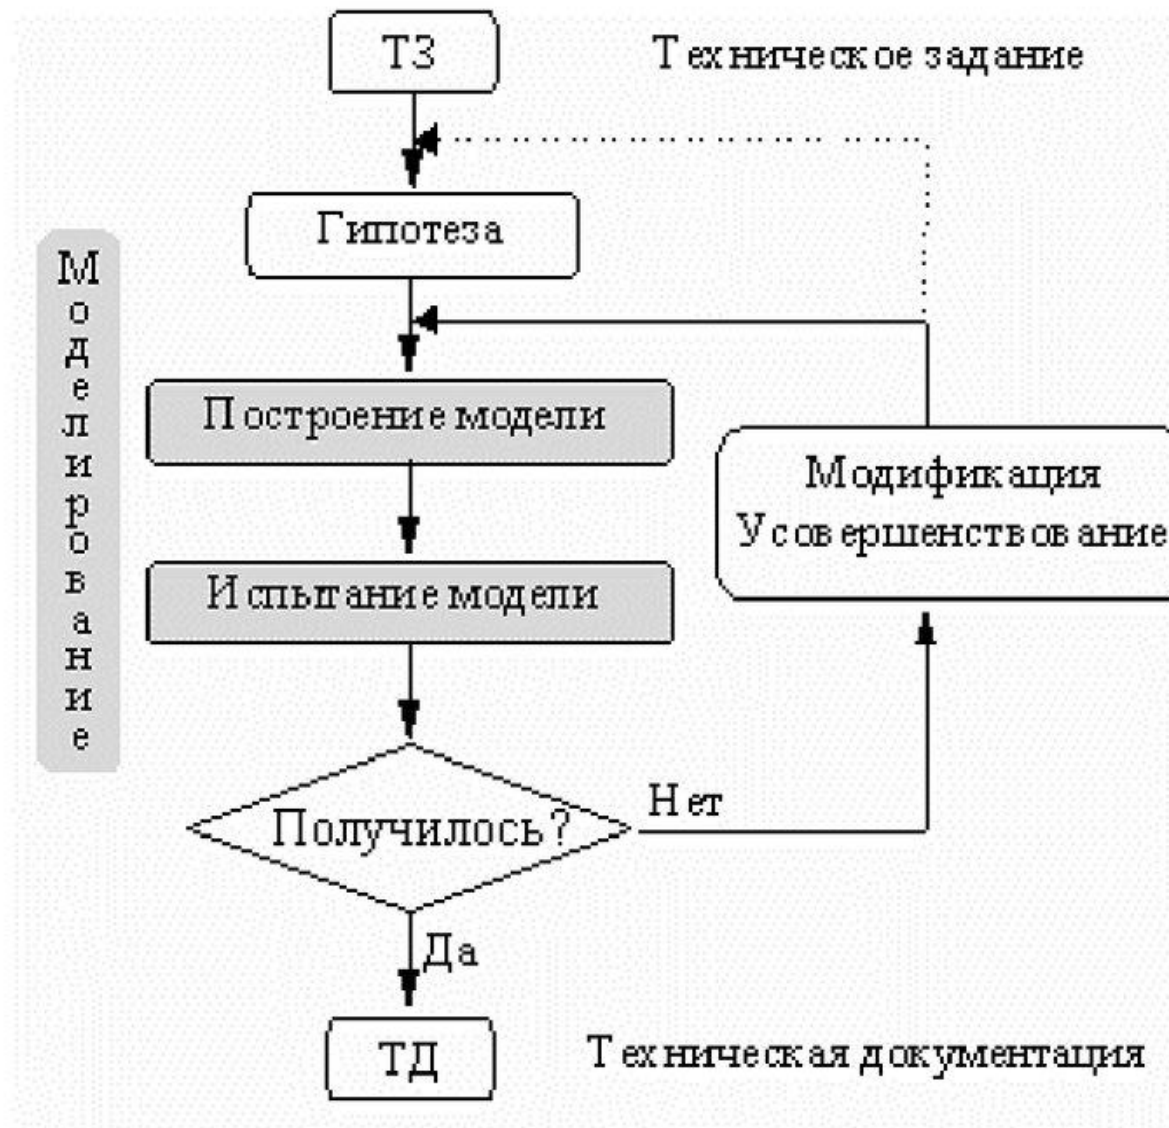 ТЗ
Техническое задание
Гипотеза
Моделирование
Построение модели
Модификация
Усовершенствование
Испытание модели
Нет
Получилось?
Да
ТД
Техническая документация